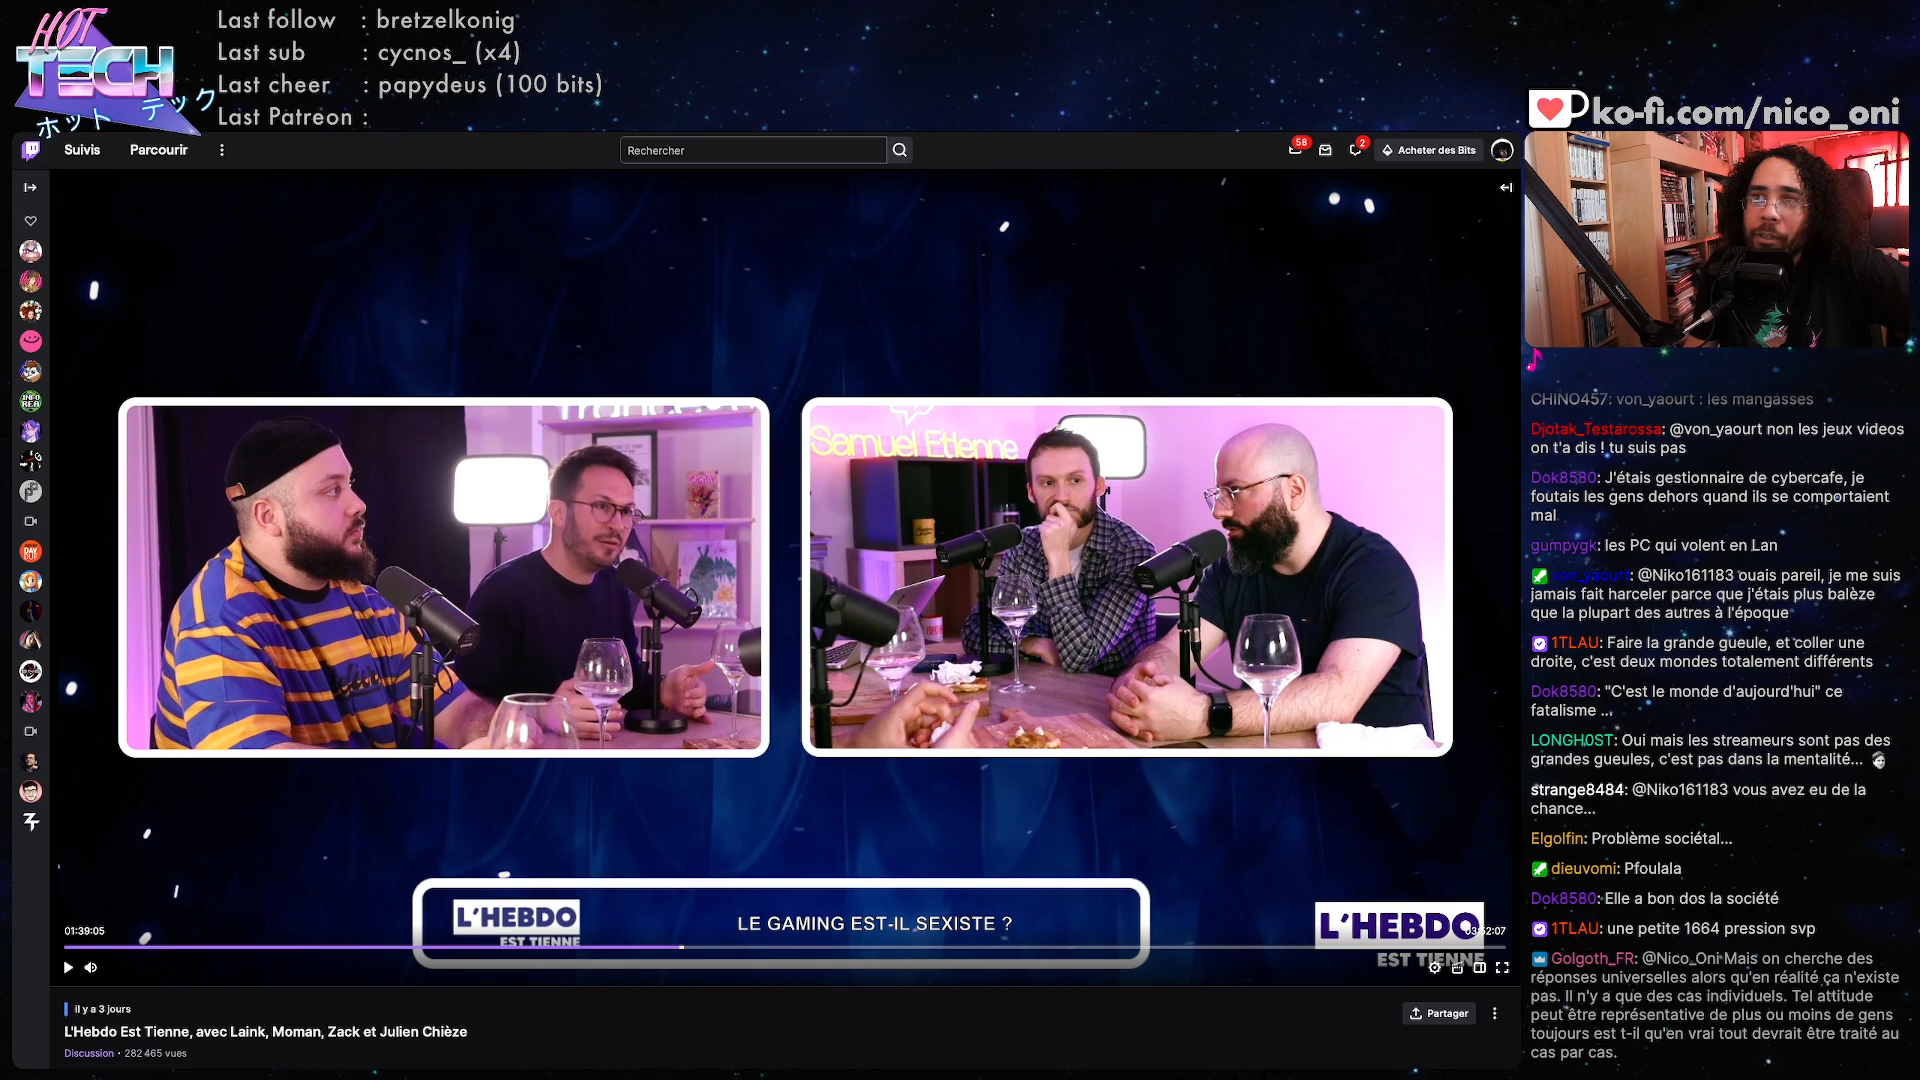 HOT
TECH
ホット テック
Last follow : bretzelkonig
Last sub : cycnos_ (x4)
Last cheer : papydeus (100 bits)
Last Patreon :
ko-fi.com/nico_oni
Suivis
Parcourir
Rechercher
58
2
Acheter des Bits
INFO
REA
DAY
Samuel Etienne
LE GAMING EST-IL SEXISTE ?
L'HEBDO
EST TIENNE
L'HEBDO
EST TIENNE
01:39:05
il y a 3 jours
L'Hebdo Est Tienne, avec Laink, Moman, Zack et Julien Chièze
Discussion • 282 465 vues
Partager
CHINO457: von_yaourt : les mangasses
Djotak_Testarossa: @von_yaourt non les jeux videos
on t'a dis ! tu suis pas
Dok8580: J'étais gestionnaire de cybercafe, je
foutais les gens dehors quand ils se comportaient
mal
gumpygk: les PC qui volent en Lan
von_yaourt: @Niko161183 ouais pareil, je me suis
jamais fait harceler parce que j'étais plus balèze
que la plupart des autres à l'époque
1TLAU: Faire la grande gueule, et coller une
droite, c'est deux mondes totalement différents
Dok8580: "C'est le monde d'aujourd'hui" ce
fatalisme ...
LONGH0ST: Oui mais les streameurs sont pas des
grandes gueules, c'est pas dans la mentalité...
strange8484: @Niko161183 vous avez eu de la
chance...
Elgolfin: Problème sociétal...
dieuvomi: Pfoulala
Dok8580: Elle a bon dos la société
1TLAU: une petite 1664 pression svp
Golgoth_FR: @Nico_Oni Mais on cherche des
réponses universelles alors qu'en réalité ça n'existe
pas. Il n'y a que des cas individuels. Tel attitude
peut être représentative de plus ou moins de gens
toujours est t-il qu'en vrai tout devrait être traité au
cas par cas.